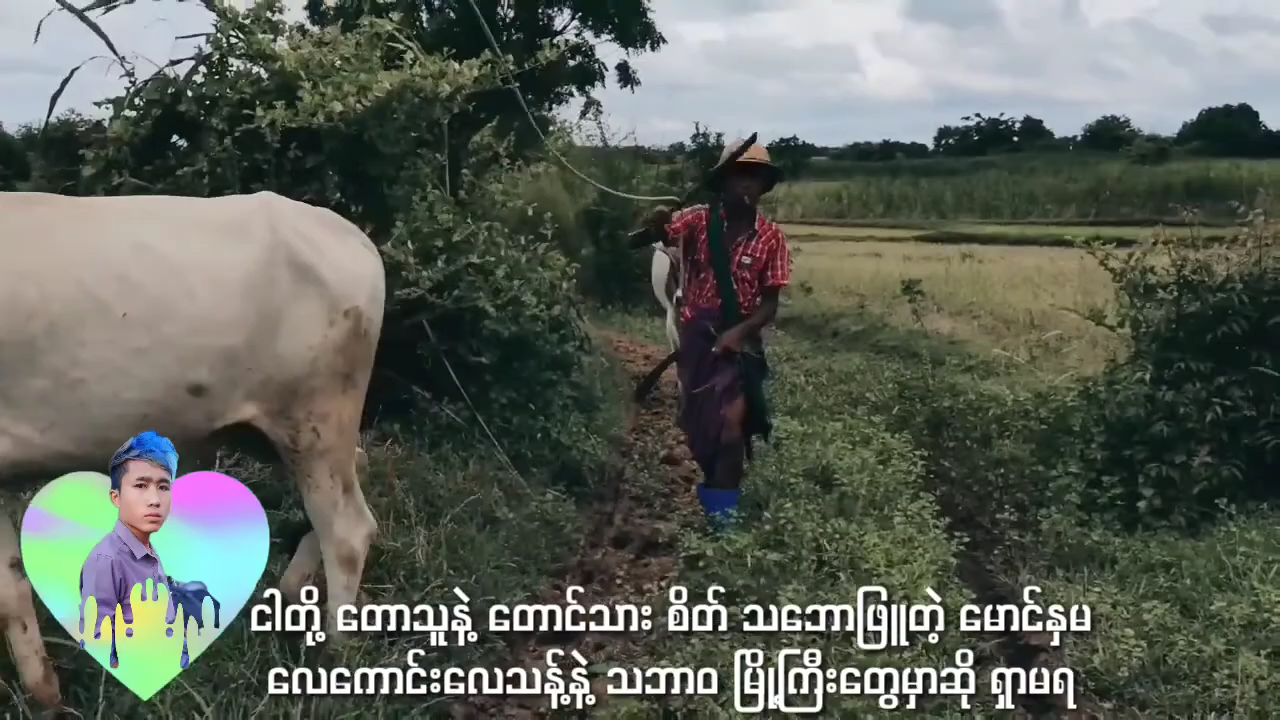 ငါတို့ တောသူနဲ့ တောင်သား စိတ် သဘောဖြူတဲ့ မောင်နှမ
လေကောင်းလေသန့်နဲ့ သဘာဝ မြို့ကြီးတွေမှာဆို ရှာမရ